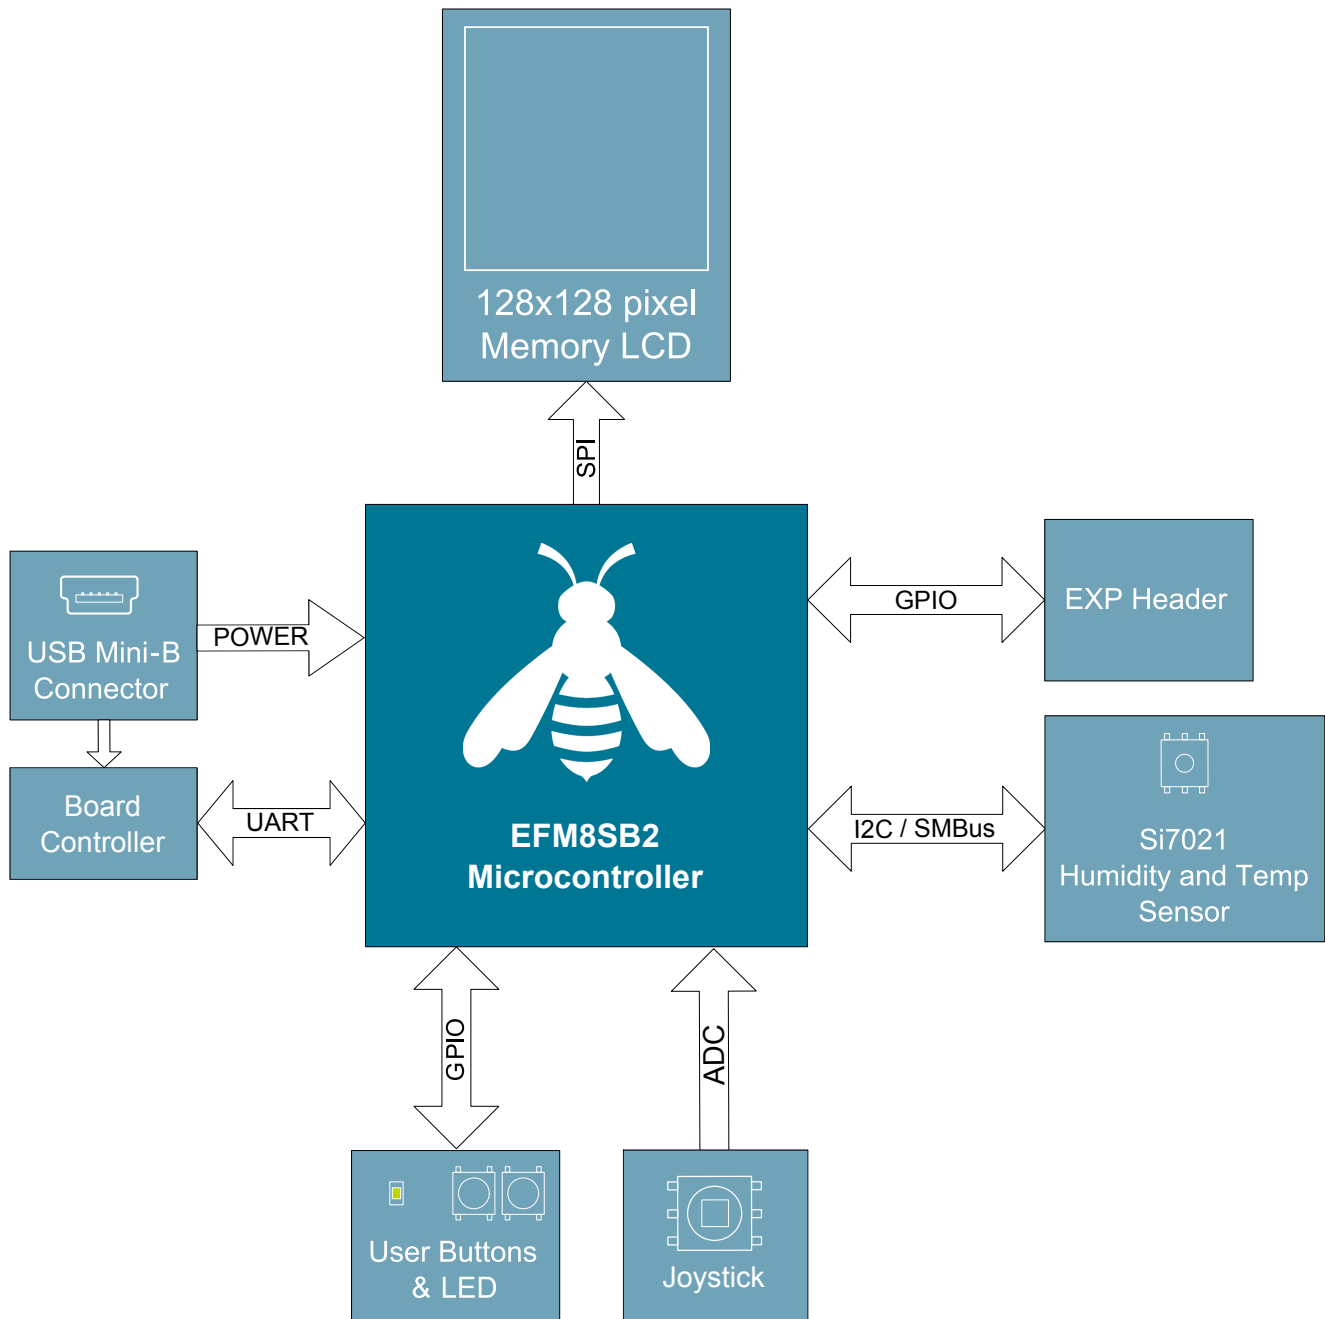 128x128 pixel
Memory LCD
SPI
USB Mini-B
Connector
POWER
GPIO
EXP Header
Board
Controller
UART
EFM8SB2
Microcontroller
I2C / SMBus
Si7021
Humidity and Temp
Sensor
GPIO
ADC
User Buttons
& LED
Joystick